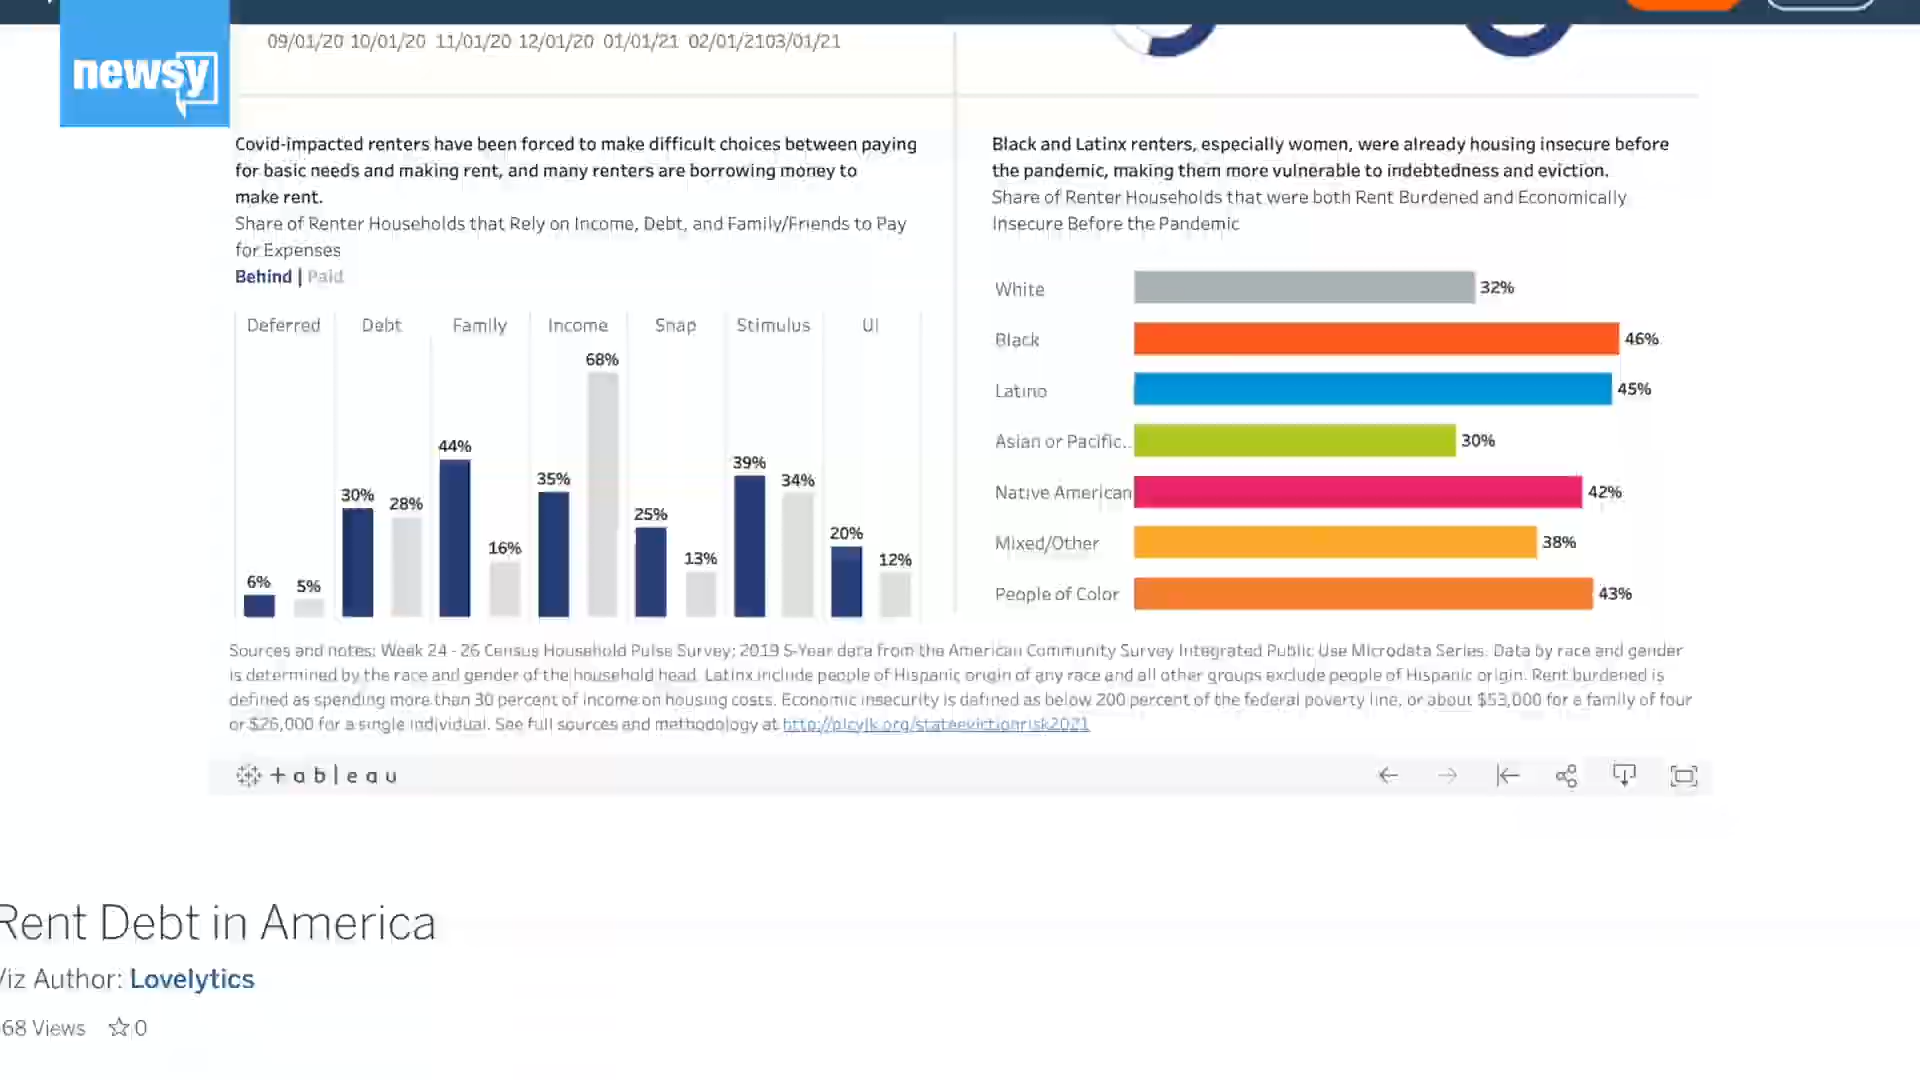 newsy
09/01/20 10/01/20 11/01/20 12/01/20 01/01/21 02/01/2103/01/21
Covid-impacted renters have been forced to make difficult choices between paying
for basic needs and making rent, and many renters are borrowing money to
make rent.
Share of Renter Households that Rely on Income, Debt, and Family/Friends to Pay
for Expenses
Behind | Paid
Deferred Debt Family Income Snap Stimulus UI
6% 5% 30% 28% 44% 16% 35% 68% 25% 13% 39% 34% 20% 12%
Black and Latinx renters, especially women, were already housing insecure before
the pandemic, making them more vulnerable to indebtedness and eviction.
Share of Renter Households that were both Rent Burdened and Economically
Insecure Before the Pandemic
White 32%
Black 46%
Latino 45%
Asian or Pacific.. 30%
Native American 42%
Mixed/Other 38%
People of Color 43%
Sources and notes: Week 24 - 26 Census Household Pulse Survey; 2019 5-Year data from the American Community Survey Integrated Public Use Microdata Series. Data by race and gender
is determined by the race and gender of the household head. Latinx include people of Hispanic origin of any race and all other groups exclude people of Hispanic origin. Rent burdened is
defined as spending more than 30 percent of income on housing costs. Economic insecurity is defined as below 200 percent of the federal poverty line, or about $53,000 for a family of four
or $26,000 for a single individual. See full sources and methodology at http://plcylk.org/stateevictionrisk2021
+ableau
Rent Debt in America
Viz Author: Lovelytics
68 Views ☆ 0